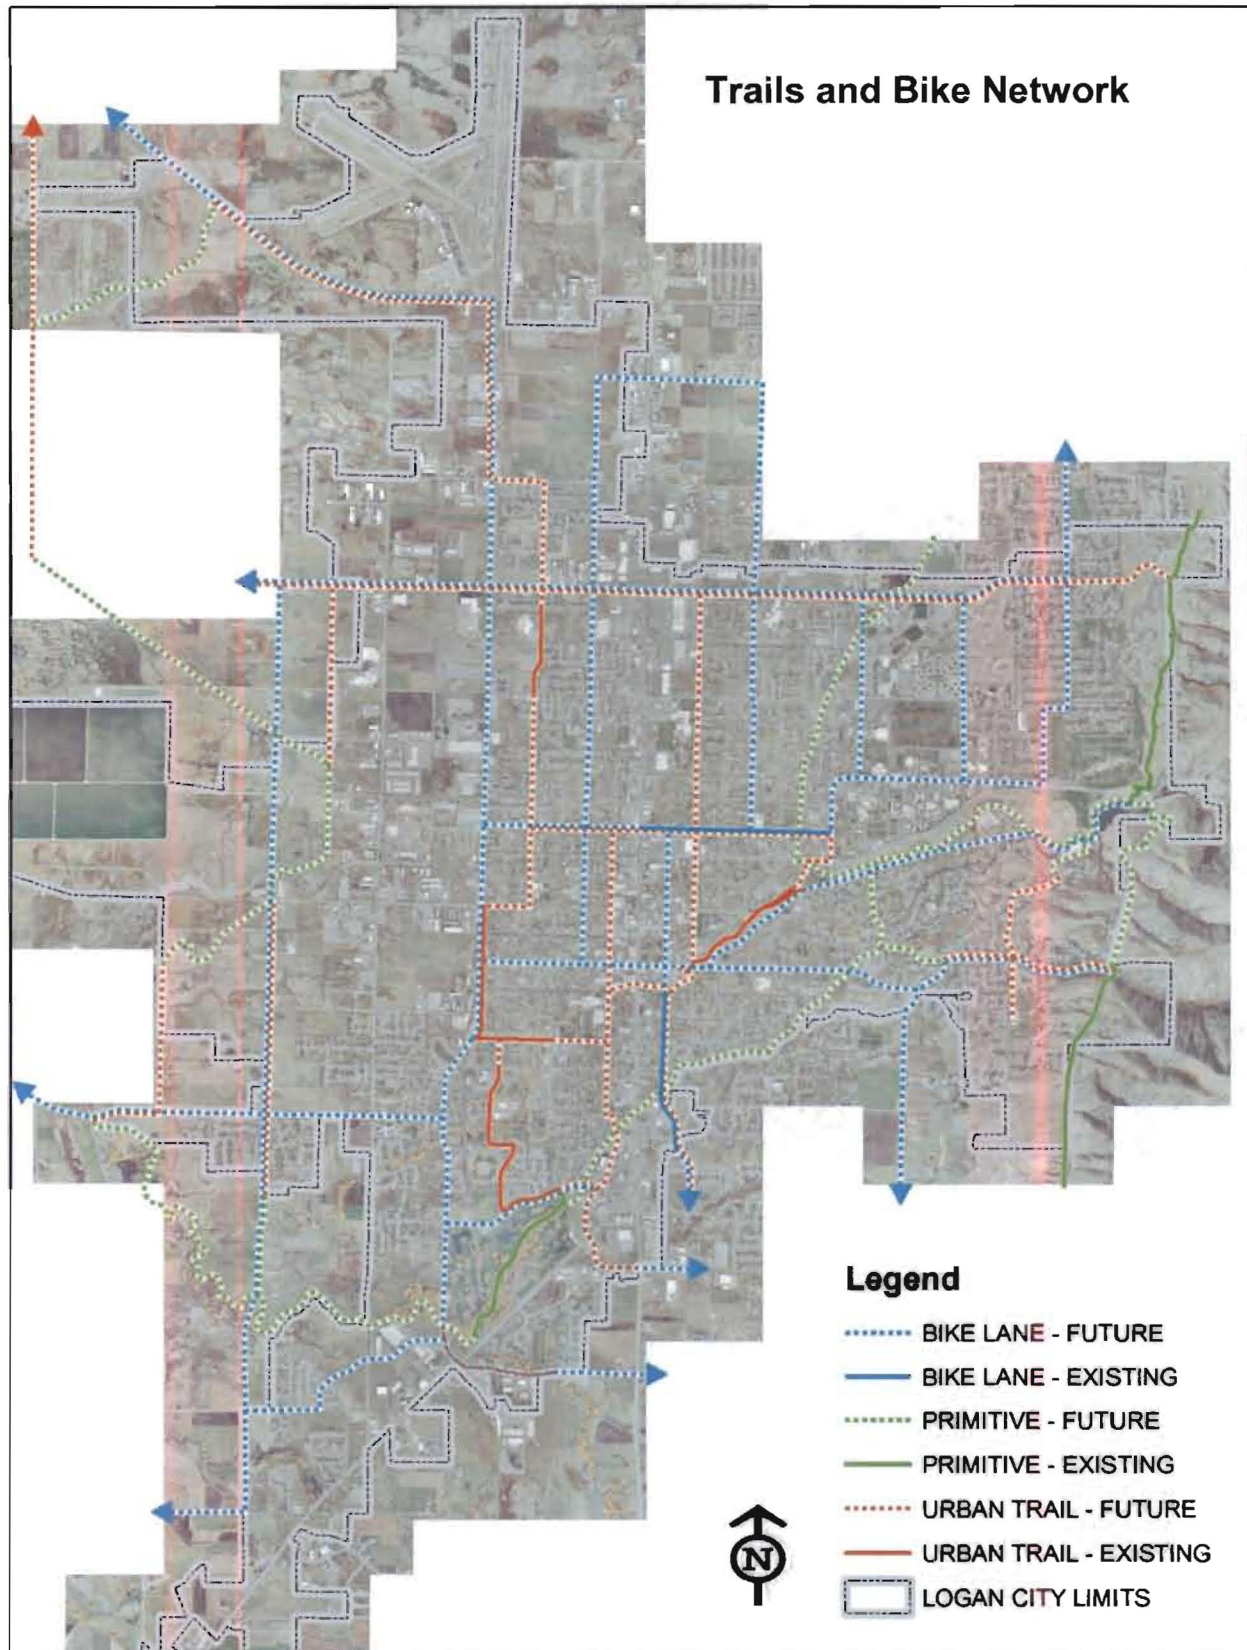 Trails and Bike Network
Legend
BIKE LANE - FUTURE
BIKE LANE - EXISTING
PRIMITIVE - FUTURE
PRIMITIVE - EXISTING
URBAN TRAIL - FUTURE
URBAN TRAIL - EXISTING
N
LOGAN CITY LIMITS